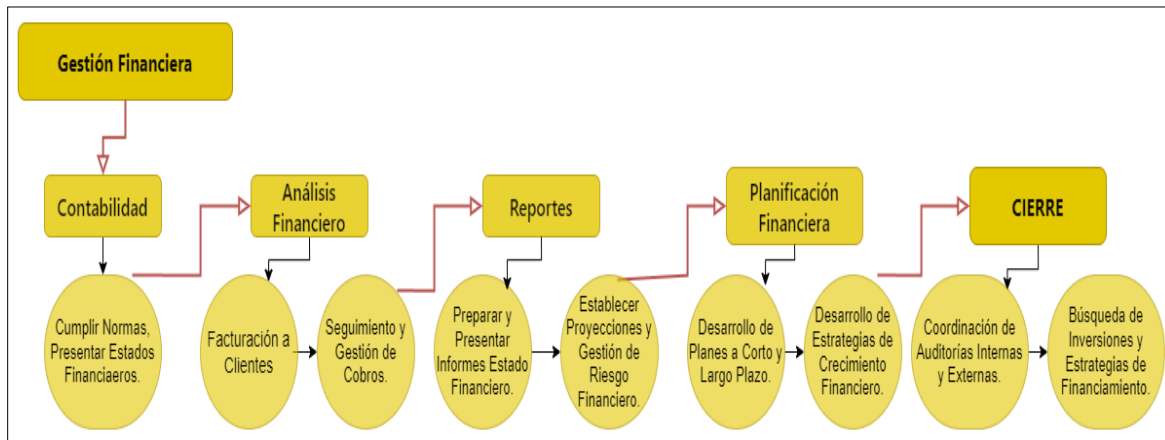 Gestión Financiera
Contabilidad
Análisis
Financiero
Reportes
Planificación
Financiera
CIERRE
Cumplir Normas,
Presentar Estados
Financiaeros.
Facturación a
Clientes
Seguimiento y
Gestión de
Cobros.
Preparar y
Presentar
Informes Estado
Financiero.
Establecer
Proyecciones y
Gestión de
Riesgo
Financiero.
Desarrollo de
Planes a Corto y
Largo Plazo.
Desarrollo de
Estrategias de
Crecimiento
Financiero.
Coordinación de
Auditorías Internas
y Externas.
Búsqueda de
Inversiones y
Estrategias de
Financiamiento.